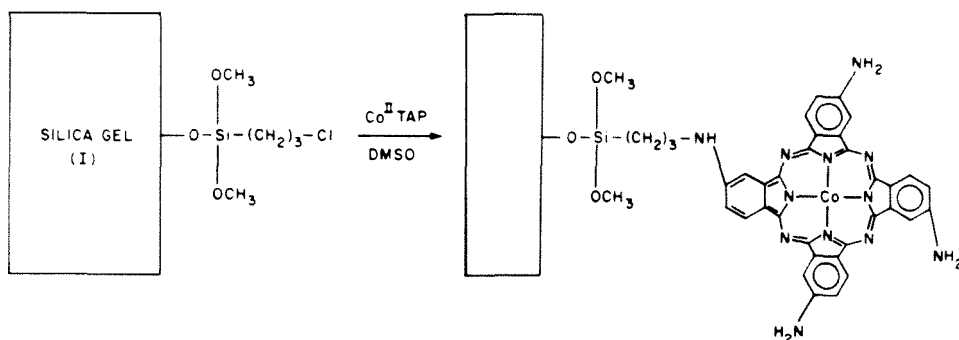 SILICA GEL
(I)
OCH3
—O—Si—(CH2)3—Cl
OCH3
CoII TAP
DMSO
OCH3
—O—Si—(CH2)3—NH
OCH3
NH2
N N N
N—Co—N
N N N
NH2
H2N